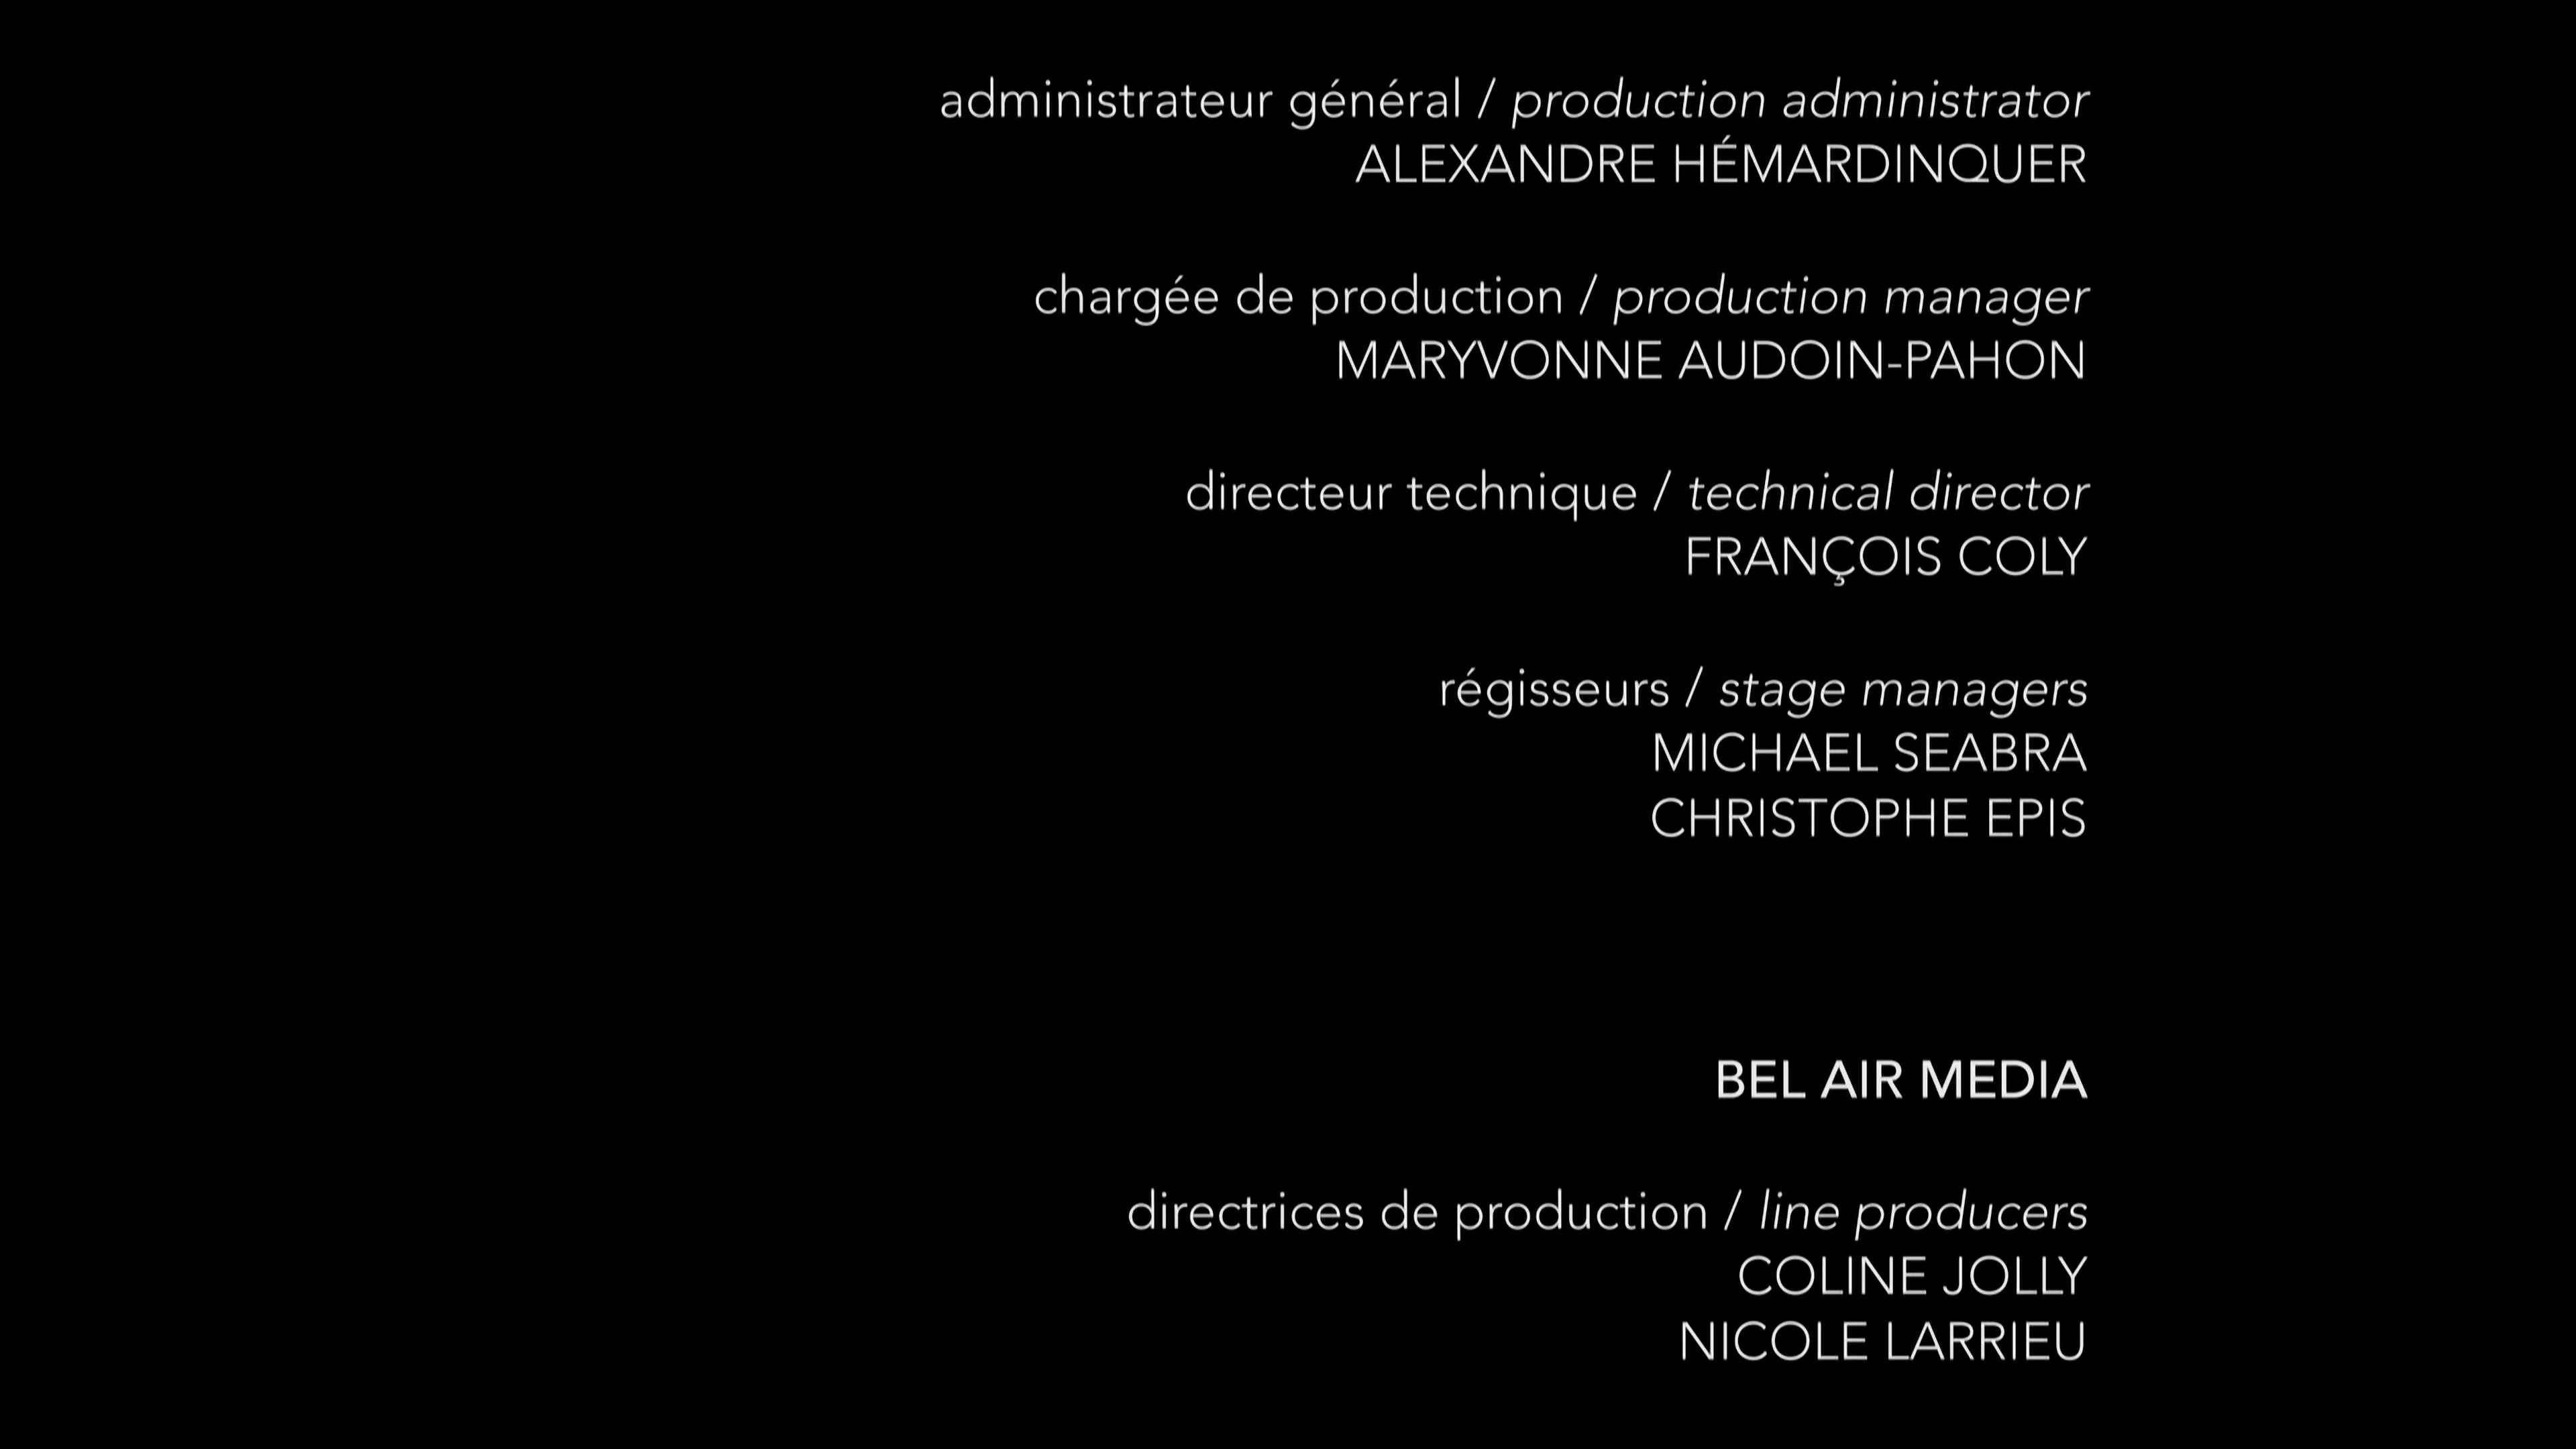 administrateur général / production administrator
ALEXANDRE HÉMARDINQUER
chargée de production / production manager
MARYVONNE AUDOIN-PAHON
directeur technique / technical director
FRANÇOIS COLY
régisseurs / stage managers
MICHAEL SEABRA
CHRISTOPHE EPIS
BEL AIR MEDIA
directrices de production / line producers
COLINE JOLLY
NICOLE LARRIEU